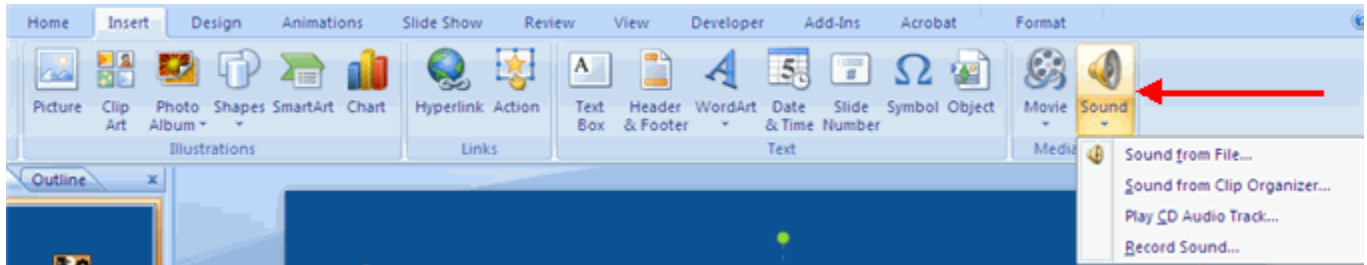 Home Insert Design Animations Slide Show Review View Developer Add-Ins Acrobat Format
Picture Clip Photo Shapes SmartArt Chart Hyperlink Action Text Header WordArt Date Slide Symbol Object Movie Sound
Art Album Box & Footer & Time Number
Illustrations Links Text Media
Outline x
Sound from File...
Sound from Clip Organizer...
Play CD Audio Track...
Record Sound...